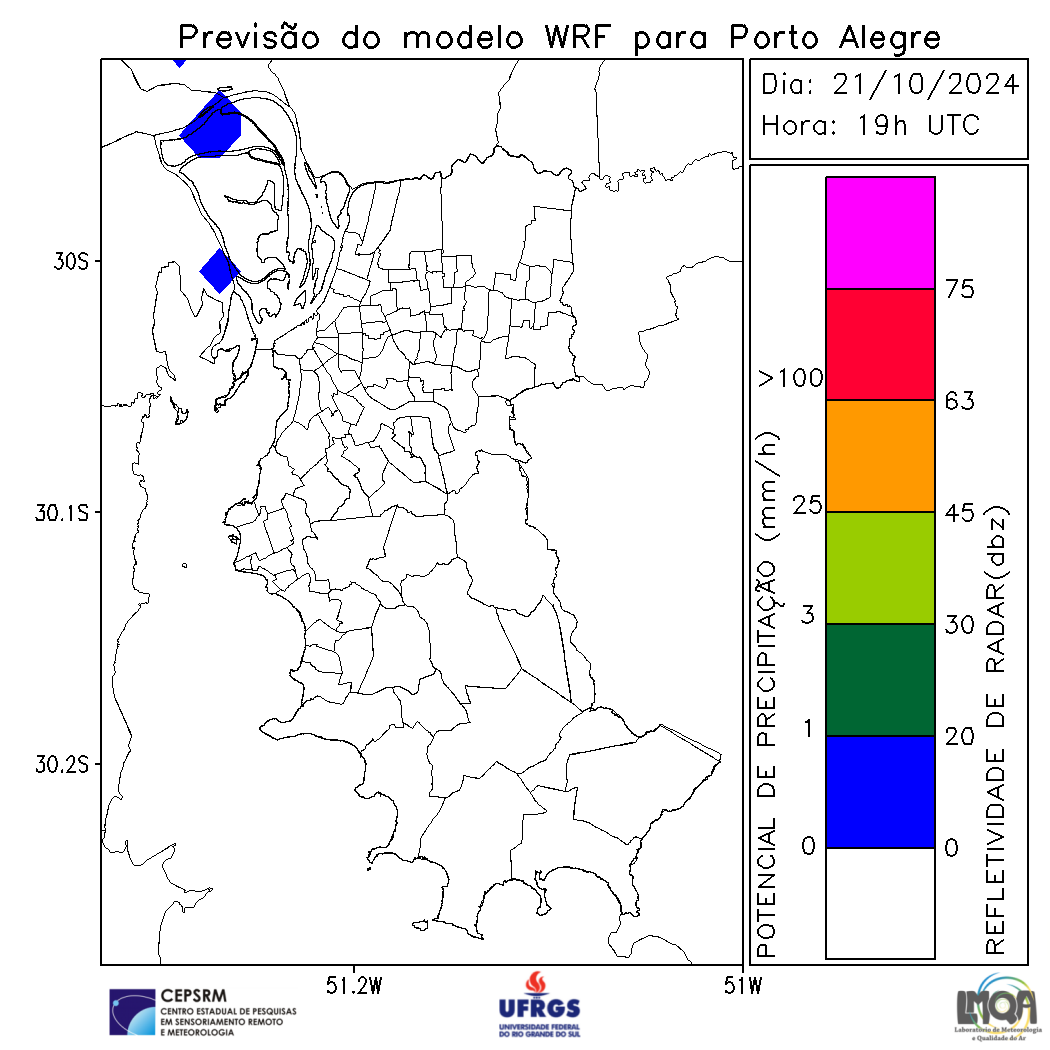 Previsão do modelo WRF para Porto Alegre
Dia: 21/10/2024
Hora: 19h UTC
30S
30.1S
30.2S
51.2W
51W
POTENCIAL DE PRECIPITAÇÃO (mm/h)
>100
25
3
1
0
75
63
45
30
20
0
REFLETIVIDADE DE RADAR(dbz)
CEPSRM
CENTRO ESTADUAL DE PESQUISAS
EM SENSORIAMENTO REMOTO
E METEOROLOGIA
UFRGS
UNIVERSIDADE FEDERAL
DO RIO GRANDE DO SUL
LMQA
Laboratório de Meteorologia
e Qualidade do Ar